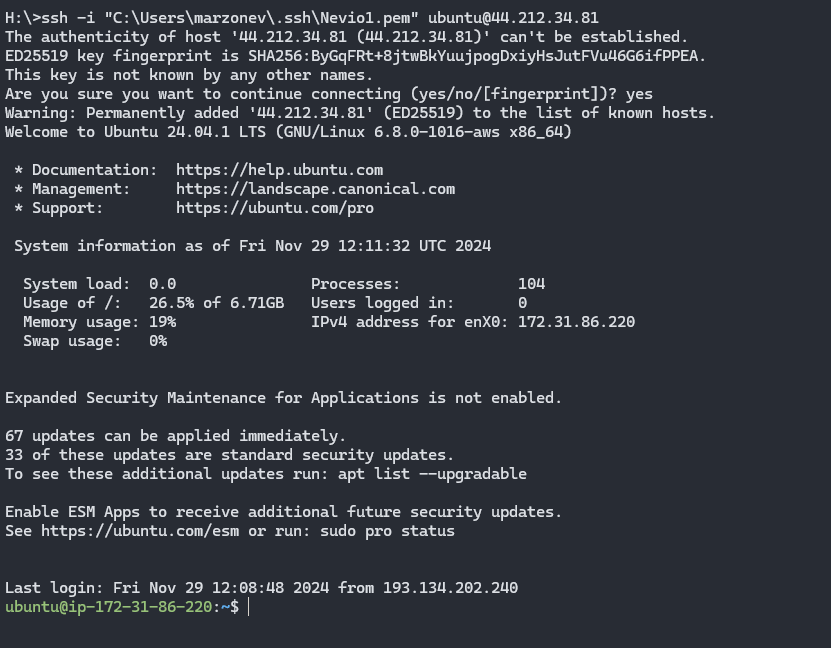 H:\>ssh -i "C:\Users\marzonev\.ssh\Nevio1.pem" ubuntu@44.212.34.81
The authenticity of host '44.212.34.81 (44.212.34.81)' can't be established.
ED25519 key fingerprint is SHA256:ByGqFRt+8jtwBkYuujpogDxiyHsJutFVu46G6ifPPEA.
This key is not known by any other names.
Are you sure you want to continue connecting (yes/no/[fingerprint])? yes
Warning: Permanently added '44.212.34.81' (ED25519) to the list of known hosts.
Welcome to Ubuntu 24.04.1 LTS (GNU/Linux 6.8.0-1016-aws x86_64)

 * Documentation:  https://help.ubuntu.com
 * Management:     https://landscape.canonical.com
 * Support:        https://ubuntu.com/pro

 System information as of Fri Nov 29 12:11:32 UTC 2024

  System load:  0.0               Processes:             104
  Usage of /:   26.5% of 6.71GB   Users logged in:       0
  Memory usage: 19%               IPv4 address for enX0: 172.31.86.220
  Swap usage:   0%


Expanded Security Maintenance for Applications is not enabled.

67 updates can be applied immediately.
33 of these updates are standard security updates.
To see these additional updates run: apt list --upgradable

Enable ESM Apps to receive additional future security updates.
See https://ubuntu.com/esm or run: sudo pro status


Last login: Fri Nov 29 12:08:48 2024 from 193.134.202.240
ubuntu@ip-172-31-86-220:~$